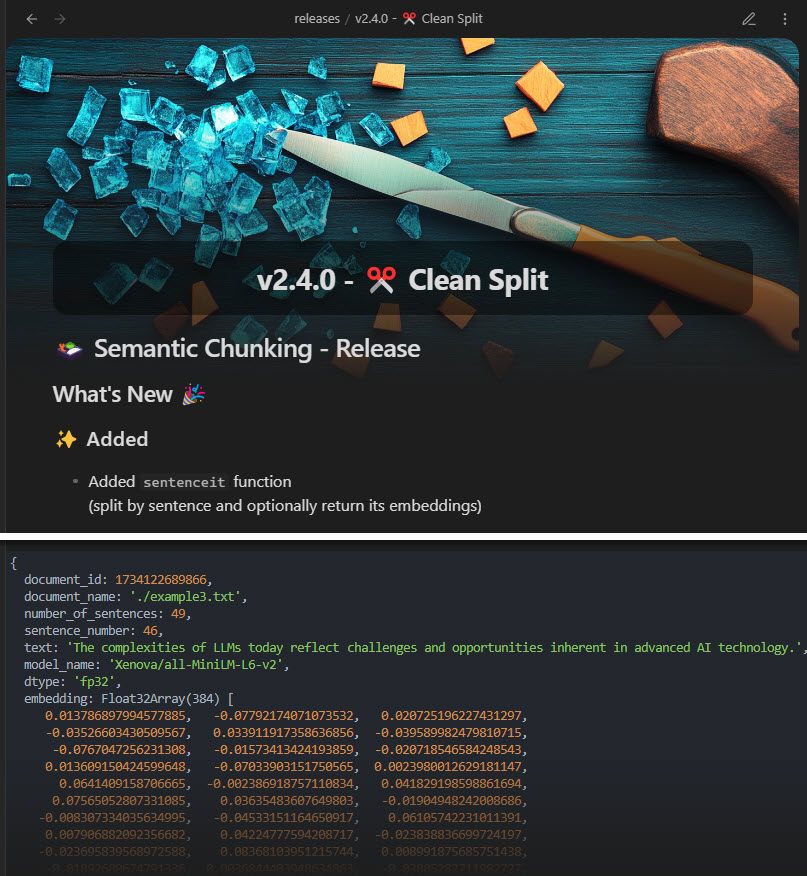 releases / v2.4.0 - ✂️ Clean Split
v2.4.0 - ✂️ Clean Split
Semantic Chunking - Release
What's New 🎉
✨ Added
• Added sentenceit function
(split by sentence and optionally return its embeddings)
{
document_id: 1734122689866,
document_name: './example3.txt',
number_of_sentences: 49,
sentence_number: 46,
text: 'The complexities of LLMs today reflect challenges and opportunities inherent in advanced AI technology.',
model_name: 'Xenova/all-MiniLM-L6-v2',
dtype: 'fp32',
embedding: Float32Array(384) [
0.013786897994577885, -0.07792174071073532, 0.020725196227431297,
-0.03526603430509567, 0.033911917358636856, -0.039589982479810715,
-0.0767047256231308, -0.01573413424193859, -0.020718546584248543,
0.013609150424599648, -0.07033903151750565, 0.0023980012629181147,
0.0641409158706665, -0.002386918757110834, 0.041829198598861694,
0.07565052807331085, 0.03635483607649803, -0.01904948242008686,
-0.008307334035634995, -0.04533151164650917, 0.06105742231011391,
0.007906882092356682, 0.04224777594208717, -0.023838836699724197,
-0.023695839568972588, 0.08368103951215744, 0.008991875685751438,